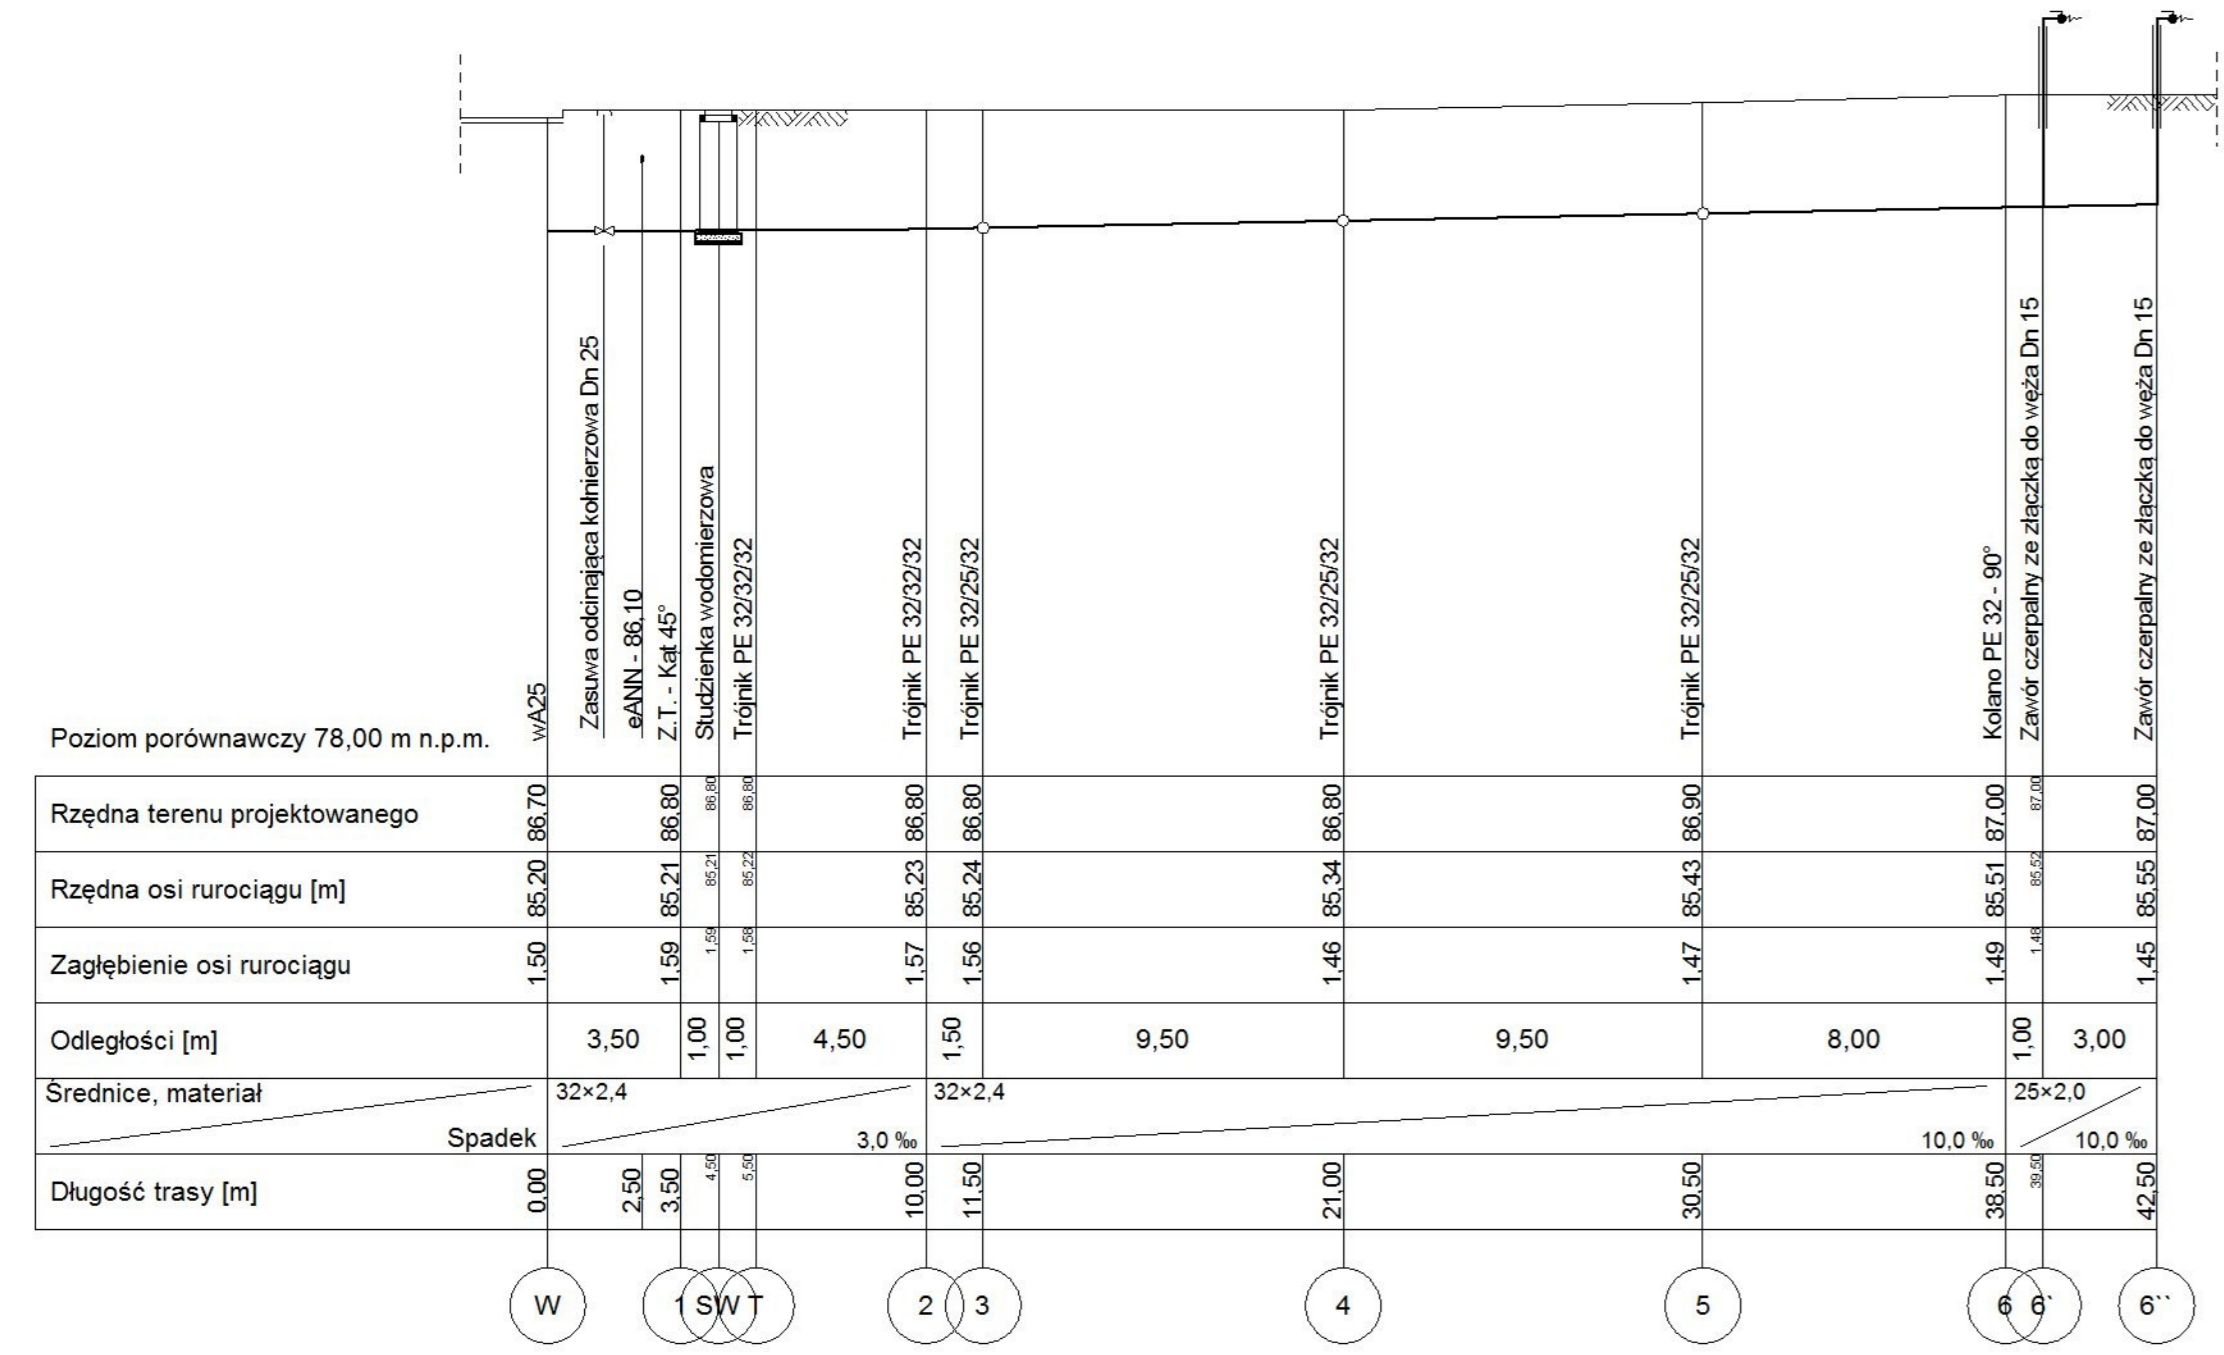 wA25
Zasuwa odcinająca kołnierzowa Dn 25
eANN - 86,10
Z.T. - Kąt 45°
Studzienka wodomierzowa
Trójnik PE 32/32/32
Trójnik PE 32/32/32
Trójnik PE 32/25/32
Trójnik PE 32/25/32
Trójnik PE 32/25/32
Kolano PE 32 - 90°
Zawór czerpalny ze złączką do węża Dn 15
Zawór czerpalny ze złączką do węża Dn 15
Poziom porównawczy 78,00 m n.p.m.
Rzędna terenu projektowanego 86,70 86,80 86,80 86,80 86,80 86,80 86,80 86,90 87,00 87,00 87,00
Rzędna osi rurociągu [m] 85,20 85,21 85,21 85,22 85,23 85,24 85,34 85,43 85,51 85,52 85,55
Zagłębienie osi rurociągu 1,50 1,59 1,59 1,58 1,57 1,56 1,46 1,47 1,49 1,48 1,45
Odległości [m] 3,50 1,00 1,00 4,50 1,50 9,50 9,50 8,00 1,00 3,00
Średnice, materiał 32×2,4 32×2,4 25×2,0
Spadek 3,0 ‰ 10,0 ‰ 10,0 ‰
Długość trasy [m] 0,00 2,50 3,50 4,50 5,50 10,00 11,50 21,00 30,50 38,50 39,50 42,50
W 1 SW T 2 3 4 5 6 6` 6``